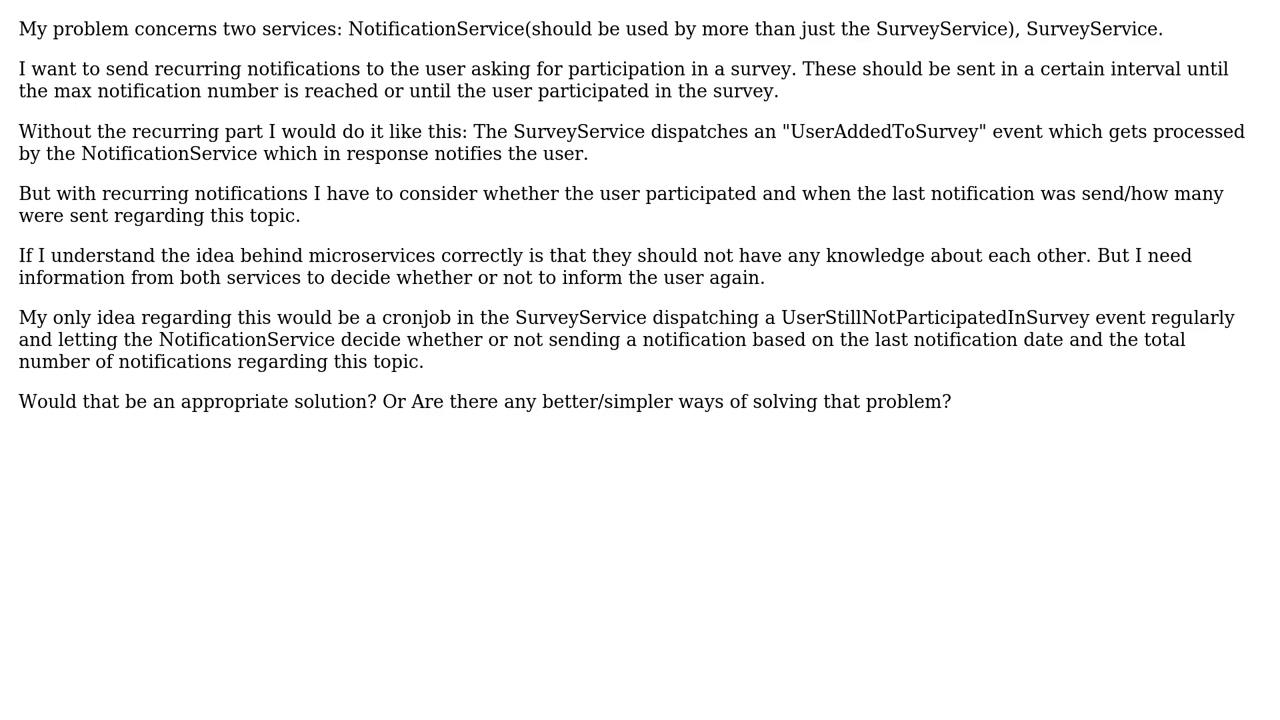 My problem concerns two services: NotificationService(should be used by more than just the SurveyService), SurveyService.
I want to send recurring notifications to the user asking for participation in a survey. These should be sent in a certain interval until
the max notification number is reached or until the user participated in the survey.
Without the recurring part I would do it like this: The SurveyService dispatches an "UserAddedToSurvey" event which gets processed
by the NotificationService which in response notifies the user.
But with recurring notifications I have to consider whether the user participated and when the last notification was send/how many
were sent regarding this topic.
If I understand the idea behind microservices correctly is that they should not have any knowledge about each other. But I need
information from both services to decide whether or not to inform the user again.
My only idea regarding this would be a cronjob in the SurveyService dispatching a UserStillNotParticipatedInSurvey event regularly
and letting the NotificationService decide whether or not sending a notification based on the last notification date and the total
number of notifications regarding this topic.
Would that be an appropriate solution? Or Are there any better/simpler ways of solving that problem?